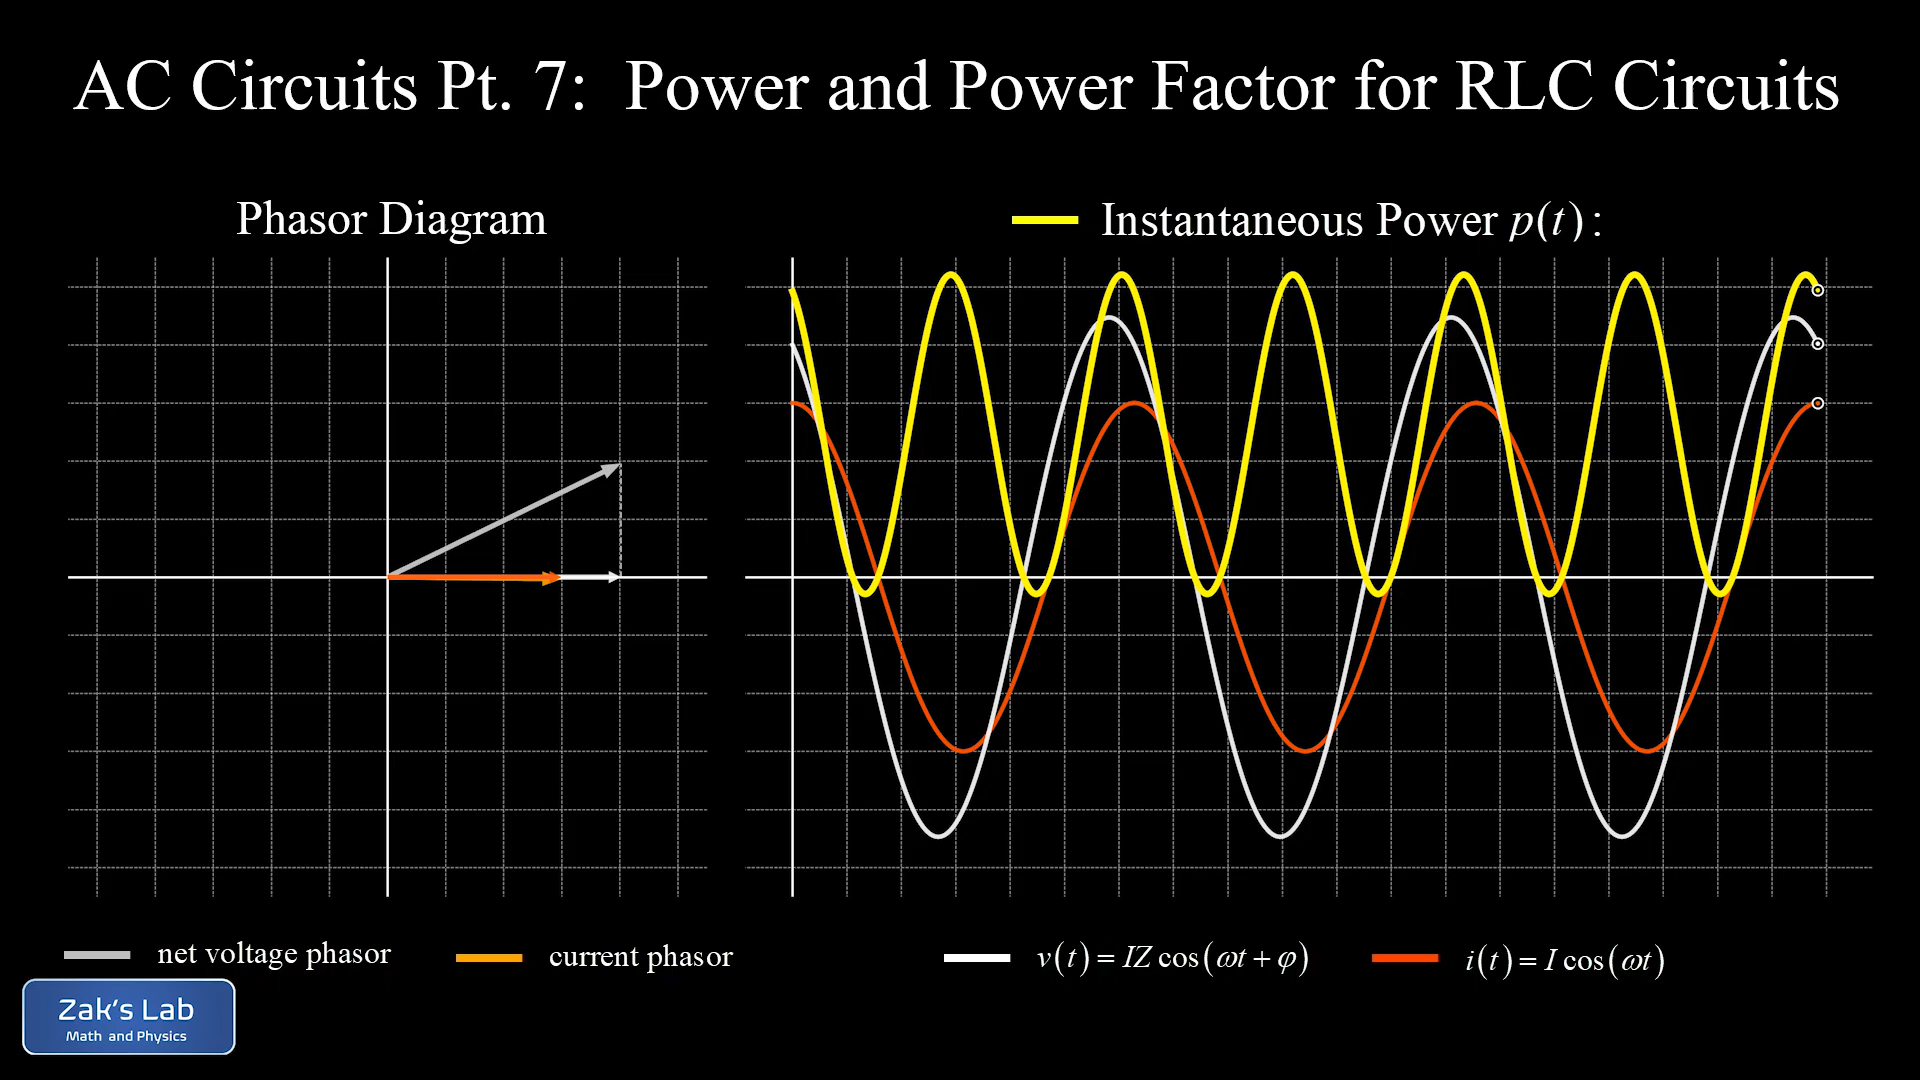 AC Circuits Pt. 7: Power and Power Factor for RLC Circuits
Phasor Diagram
Instantaneous Power p(t) :
net voltage phasor
current phasor
v(t) = IZ cos(ωt + φ)
i(t) = I cos(ωt)
Zak's Lab
Math and Physics